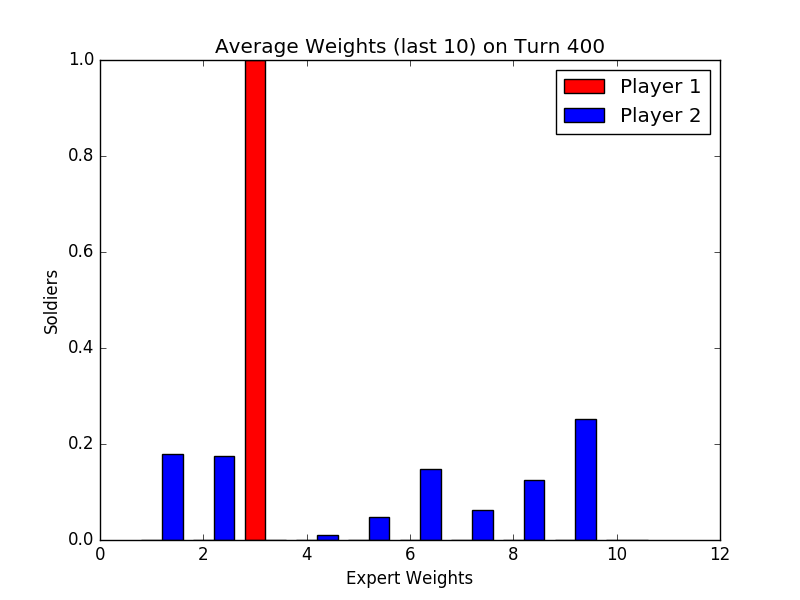 Average Weights (last 10) on Turn 400
1.0
Player 1
Player 2
0.8
0.6
0.4
0.2
0.0
Soldiers
0 2 4 6 8 10 12
Expert Weights